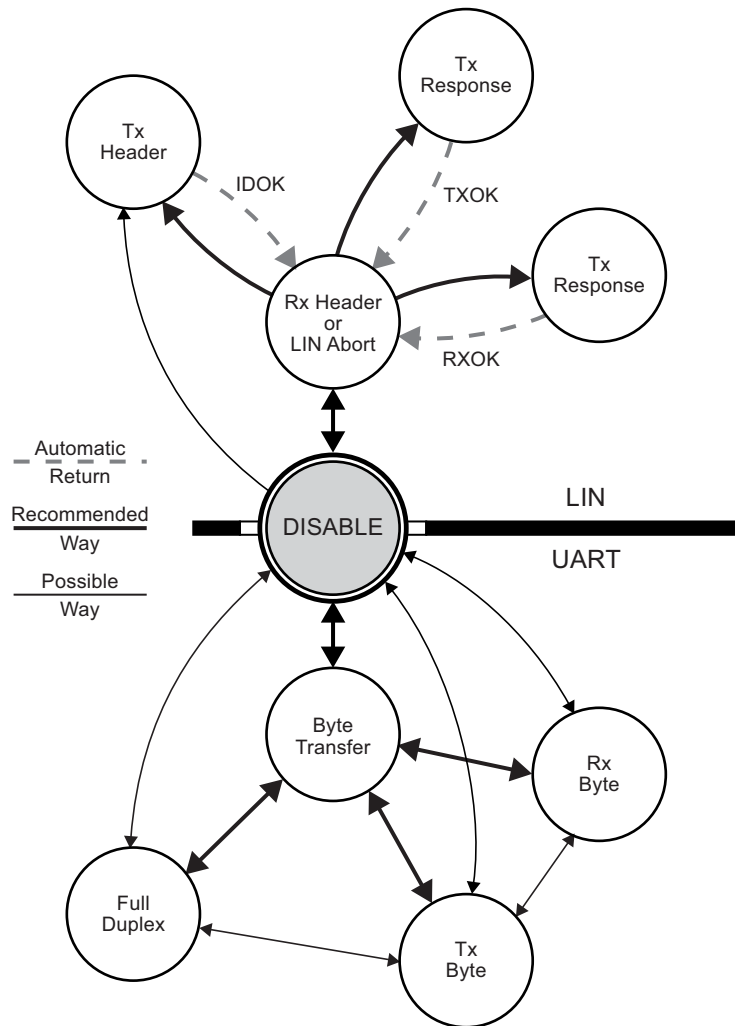 Tx
Response
Tx
Header
IDOK
TXOK
Tx
Response
Rx Header
or
LIN Abort
RXOK
Automatic
Return
Recommended
Way
Possible
Way
LIN
DISABLE
UART
Byte
Transfer
Rx
Byte
Full
Duplex
Tx
Byte